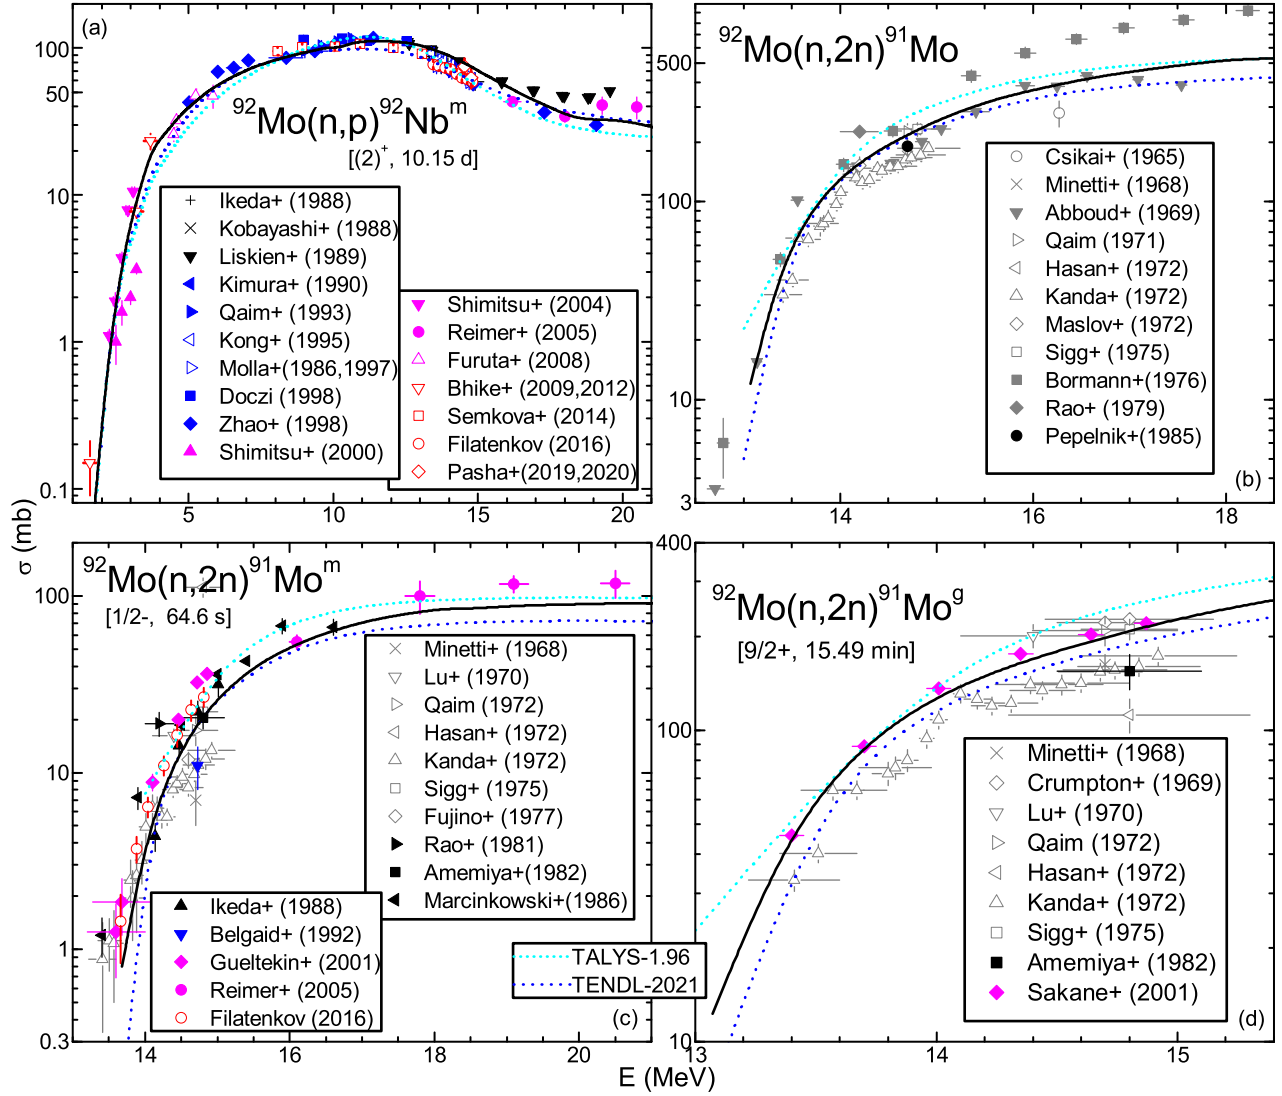 (a)
92Mo(n,p)92Nbm
[(2)+, 10.15 d]
Ikeda+ (1988)
Kobayashi+ (1988)
Liskien+ (1989)
Kimura+ (1990)
Qaim+ (1993)
Kong+ (1995)
Molla+(1986,1997)
Doczi (1998)
Zhao+ (1998)
Shimitsu+ (2000)
Shimitsu+ (2004)
Reimer+ (2005)
Furuta+ (2008)
Bhike+ (2009,2012)
Semkova+ (2014)
Filatenkov (2016)
Pasha+(2019,2020)
100
50
10
1
0.1
5
10
15
20
92Mo(n,2n)91Mo
Csikai+ (1965)
Minetti+ (1968)
Abboud+ (1969)
Qaim (1971)
Hasan+ (1972)
Kanda+ (1972)
Maslov+ (1972)
Sigg+ (1975)
Bormann+(1976)
Rao+ (1979)
Pepelnik+(1985)
(b)
500
100
10
3
14
16
18
σ (mb)
92Mo(n,2n)91Mom
[1/2-, 64.6 s]
Minetti+ (1968)
Lu+ (1970)
Qaim (1972)
Hasan+ (1972)
Kanda+ (1972)
Sigg+ (1975)
Fujino+ (1977)
Rao+ (1981)
Amemiya+(1982)
Marcinkowski+(1986)
Ikeda+ (1988)
Belgaid+ (1992)
Gueltekin+ (2001)
Reimer+ (2005)
Filatenkov (2016)
(c)
100
10
1
0.3
14
16
18
20
TALYS-1.96
TENDL-2021
92Mo(n,2n)91Mog
[9/2+, 15.49 min]
Minetti+ (1968)
Crumpton+ (1969)
Lu+ (1970)
Qaim (1972)
Hasan+ (1972)
Kanda+ (1972)
Sigg+ (1975)
Amemiya+ (1982)
Sakane+ (2001)
(d)
400
100
10
13
14
15
E (MeV)